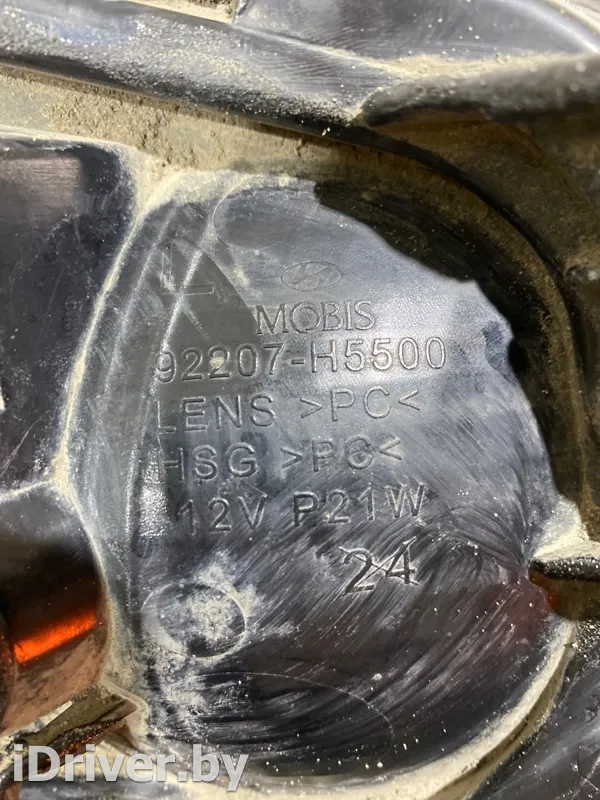 L
MOBIS
92207-H5500
LENS >PC<
HSG >PC<
12V P21W
24
iDriver.by